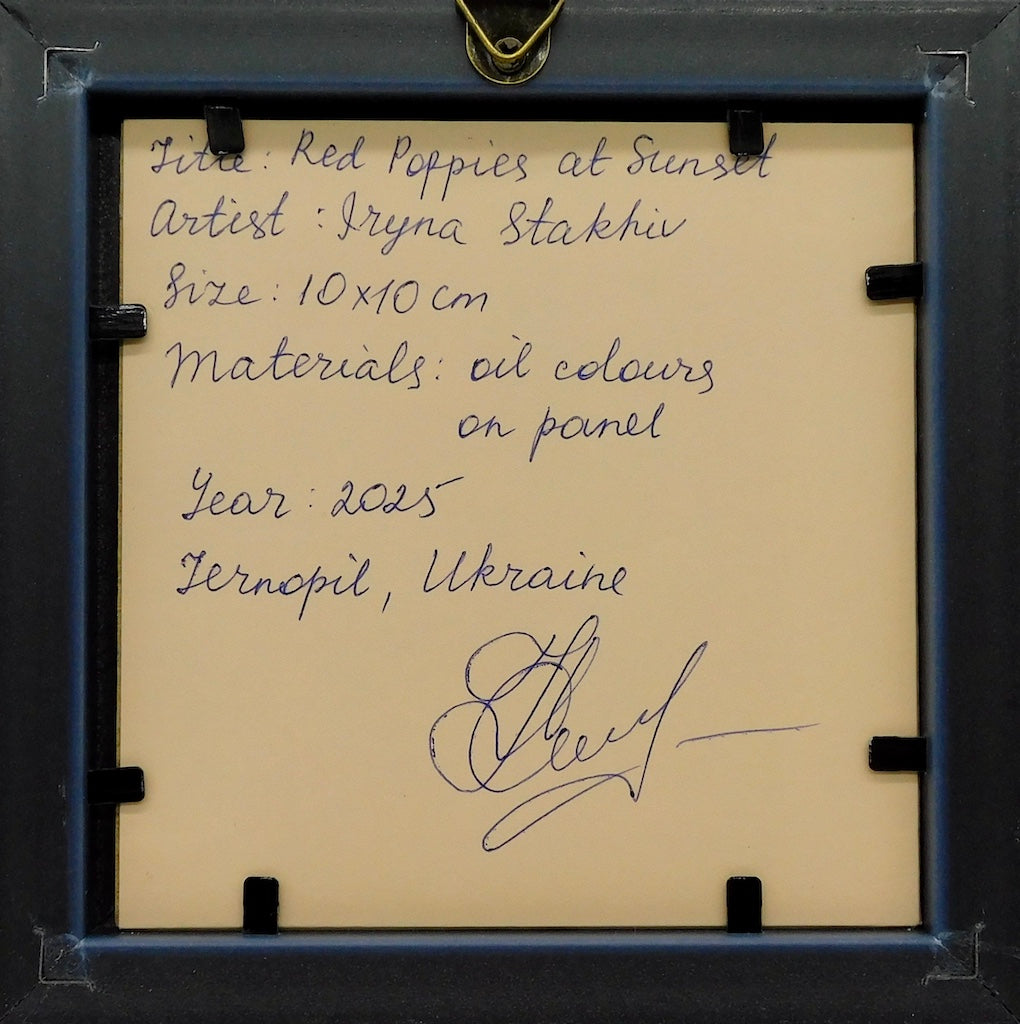 Title: Red Poppies at Sunset
Artist: Iryna Stakhiv
Size: 10x10 cm
Materials: oil colours
on panel
Year: 2025
Ternopil, Ukraine